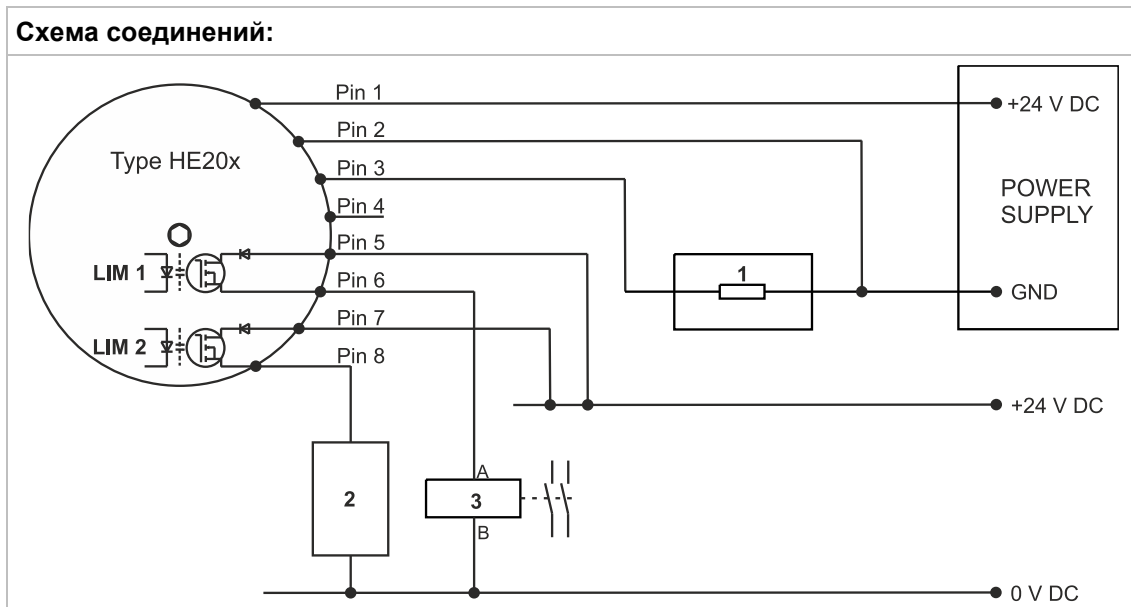 Схема соединений:
Pin 1
+24 V DC
Pin 2
Type HE20x
Pin 3
POWER
SUPPLY
Pin 4
Pin 5
LIM 1
1
Pin 6
GND
Pin 7
LIM 2
Pin 8
+24 V DC
A
2
3
B
0 V DC